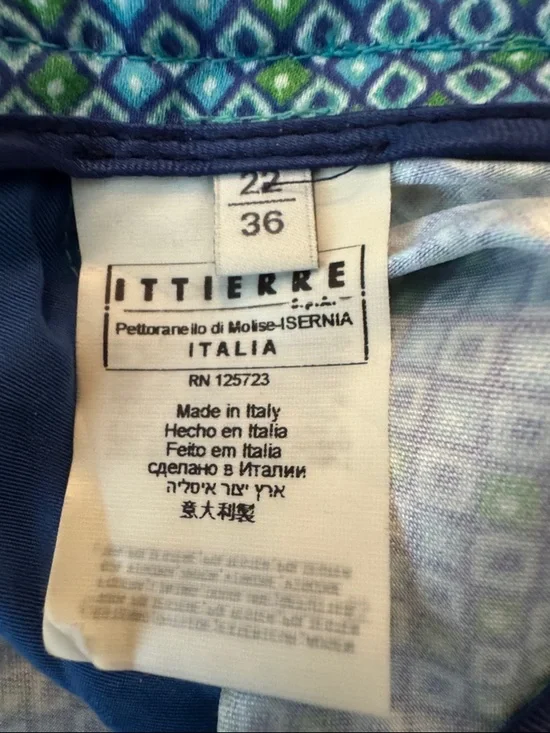 22
36
ITTIERRE
S.p.A.
Pettoranello di Molise-ISERNIA
ITALIA
RN 125723
Made in Italy
Hecho en Italia
Feito em Italia
сделано в Италии
ארץ יצור איטליה
意大利製